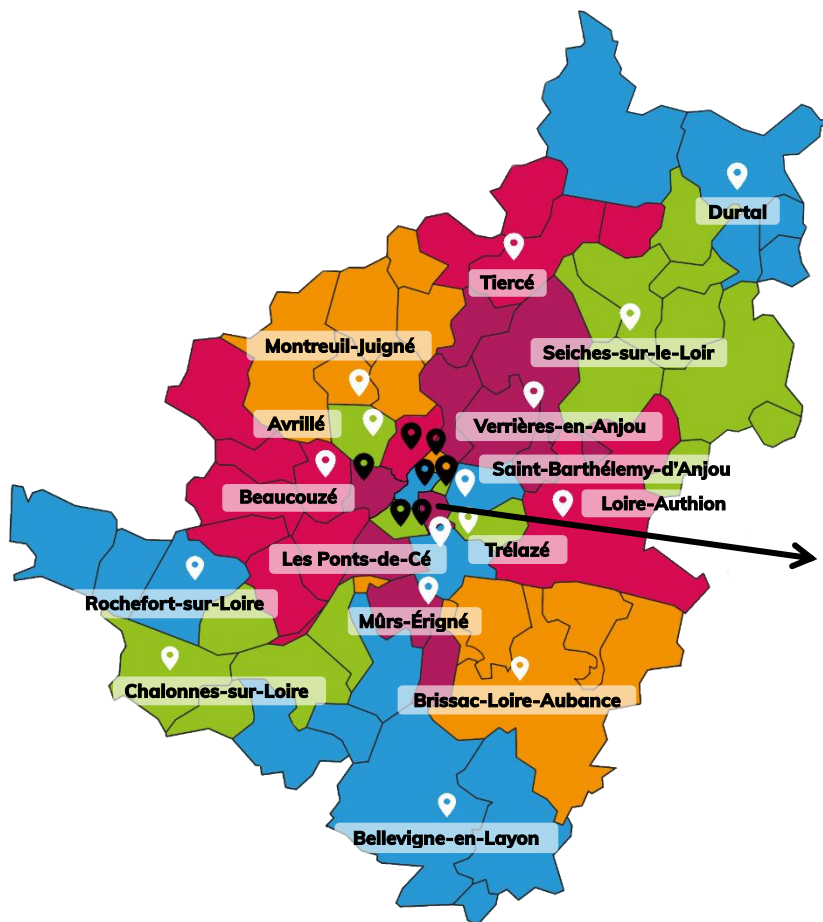 Durtal
Tiercé
Montreuil-Juigné
Seiches-sur-le-Loir
Avrillé
Verrières-en-Anjou
Saint-Barthélemy-d'Anjou
Beaucouzé
Loire-Authion
Trélazé
Les Ponts-de-Cé
Rochefort-sur-Loire
Mûrs-Érigné
Chalonnes-sur-Loire
Brissac-Loire-Aubance
Bellevigne-en-Layon